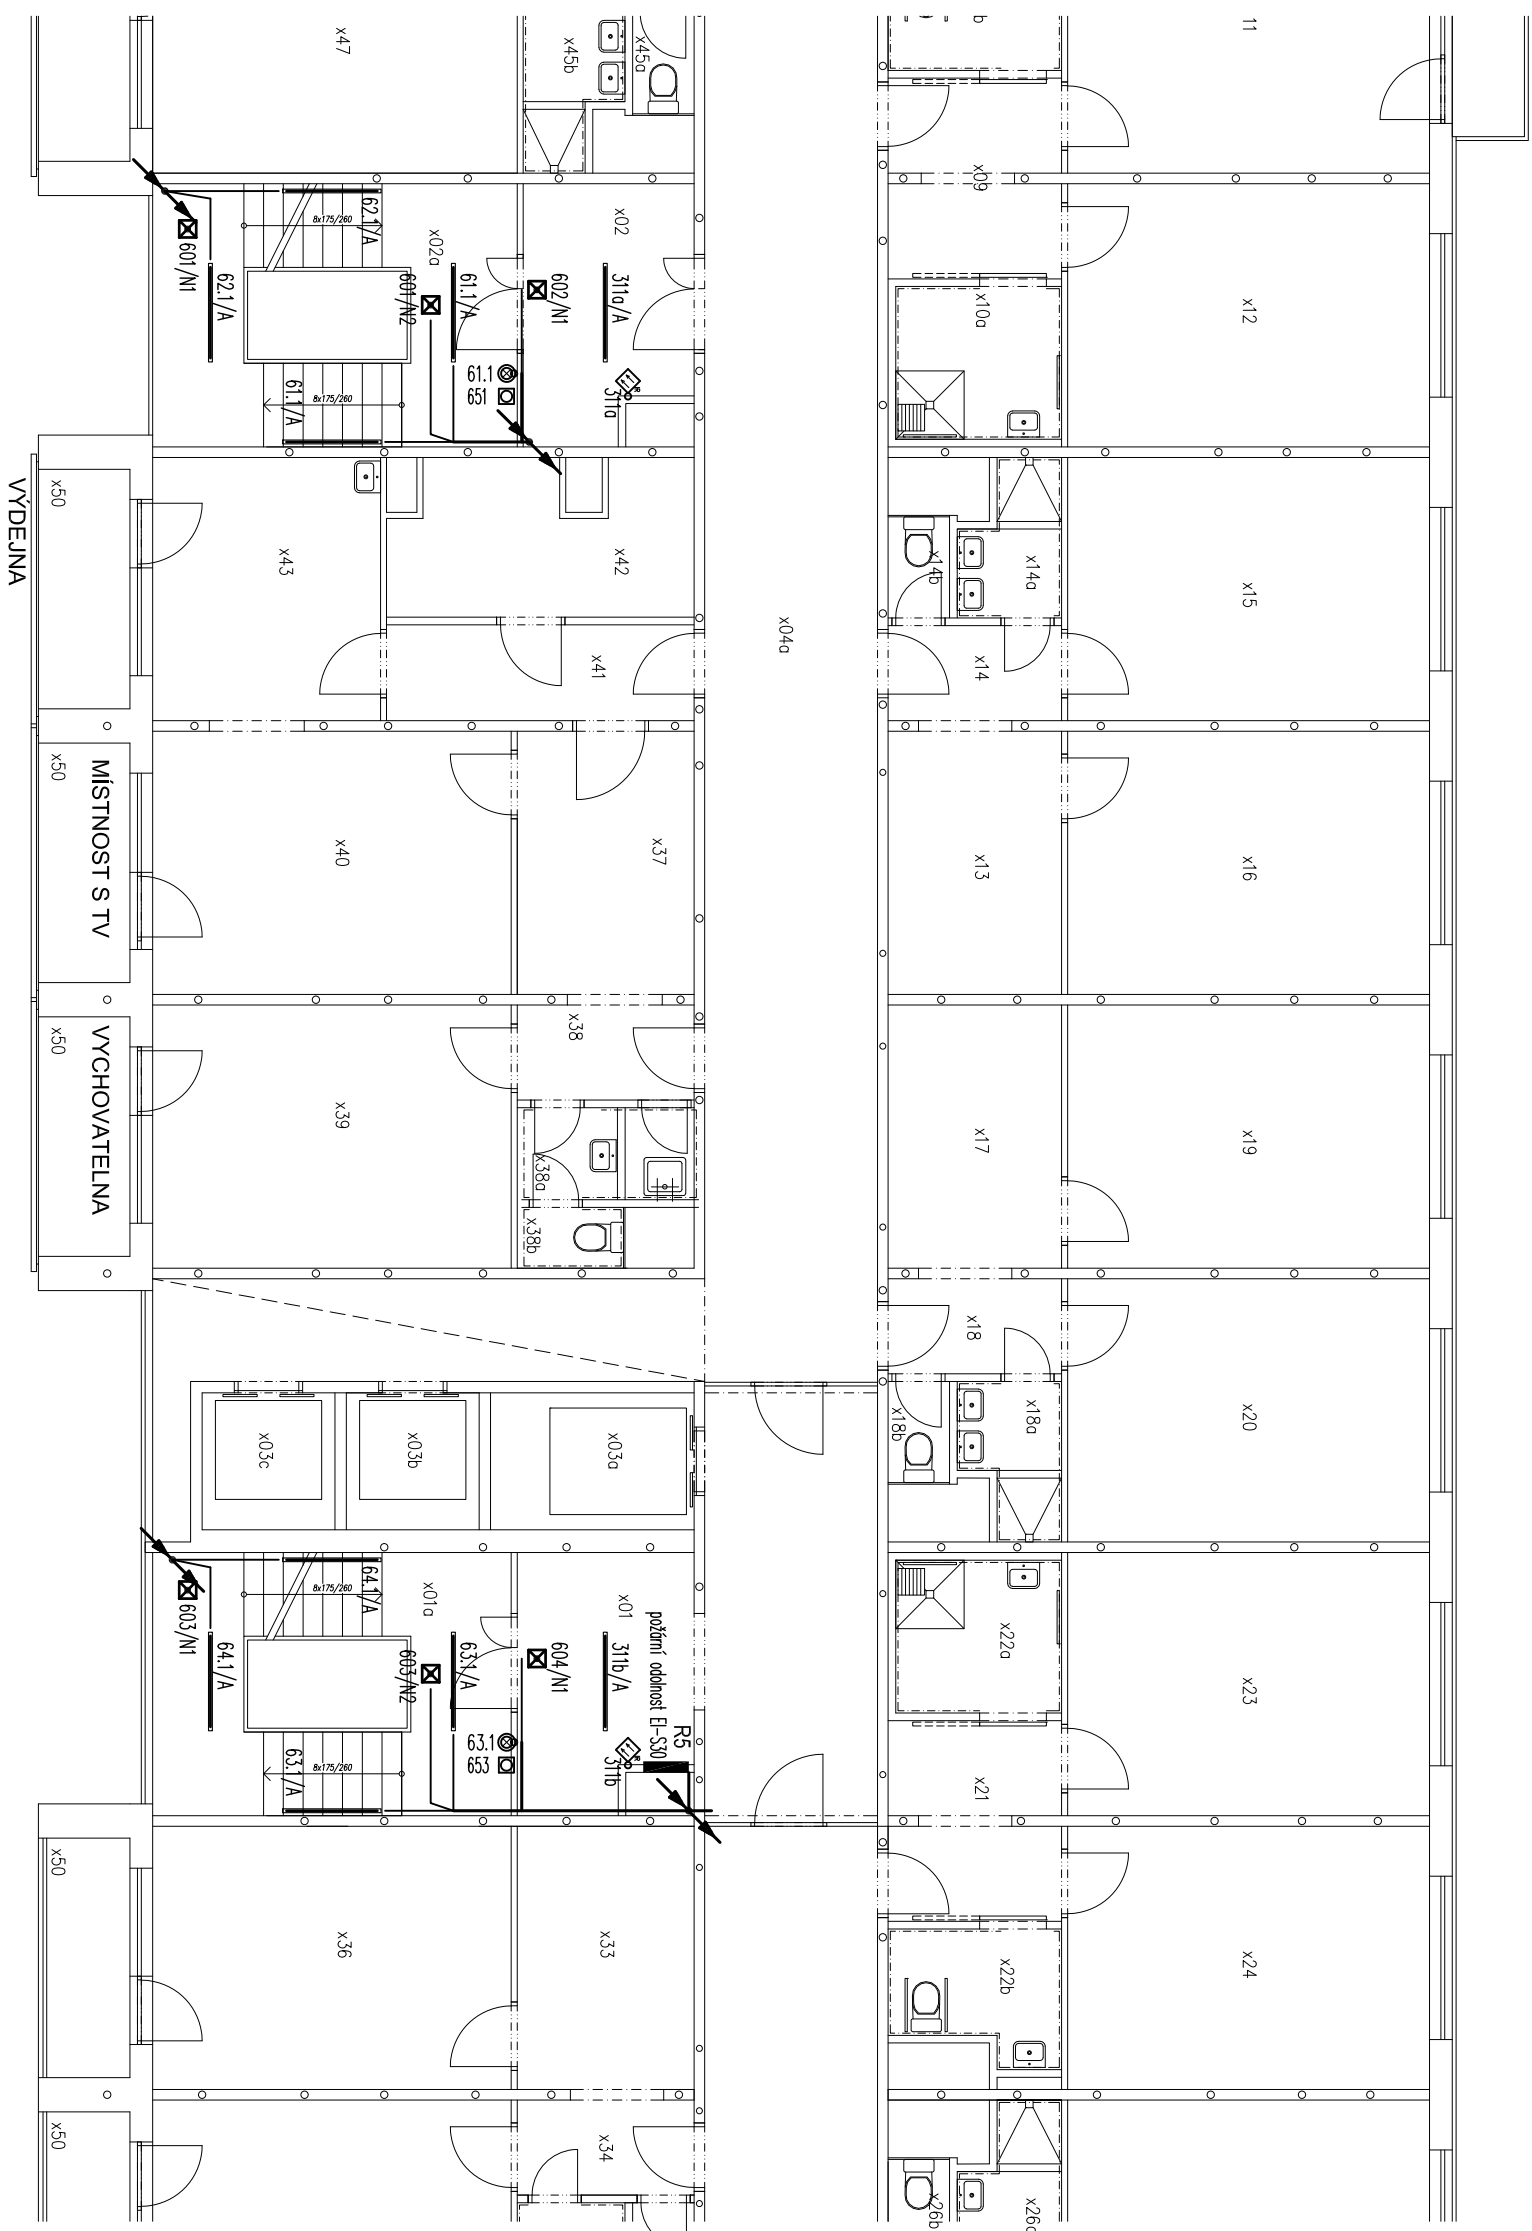 11
x12
x15
x16
x19
x20
x23
x24
b
x09
x10a
x14a
x14b
x14
x13
x17
x18
x18a
x18b
x22a
x21
x22b
x26b
x04a
x45a
x45b
x47
x02
311a/A
311a
602/N1
x02a
61.1/A
61.1
651
601/N2
62.1/A
8x175/260
61.1/A
8x175/260
62.1/A
601/N1
x42
x41
x43
x37
x40
x38
x38a
x38b
x39
x03a
x03b
x03c
R5
požární odolnost EI-S30
x01
311b/A
311b
604/N1
x01a
63.1/A
63.1
653
603/N2
64.1/A
8x175/260
63.1/A
8x175/260
64.1/A
603/N1
x33
x36
x34
x50
x50
x50
x50
x50
VÝDEJNA
MÍSTNOST S TV
VYCHOVATELNA